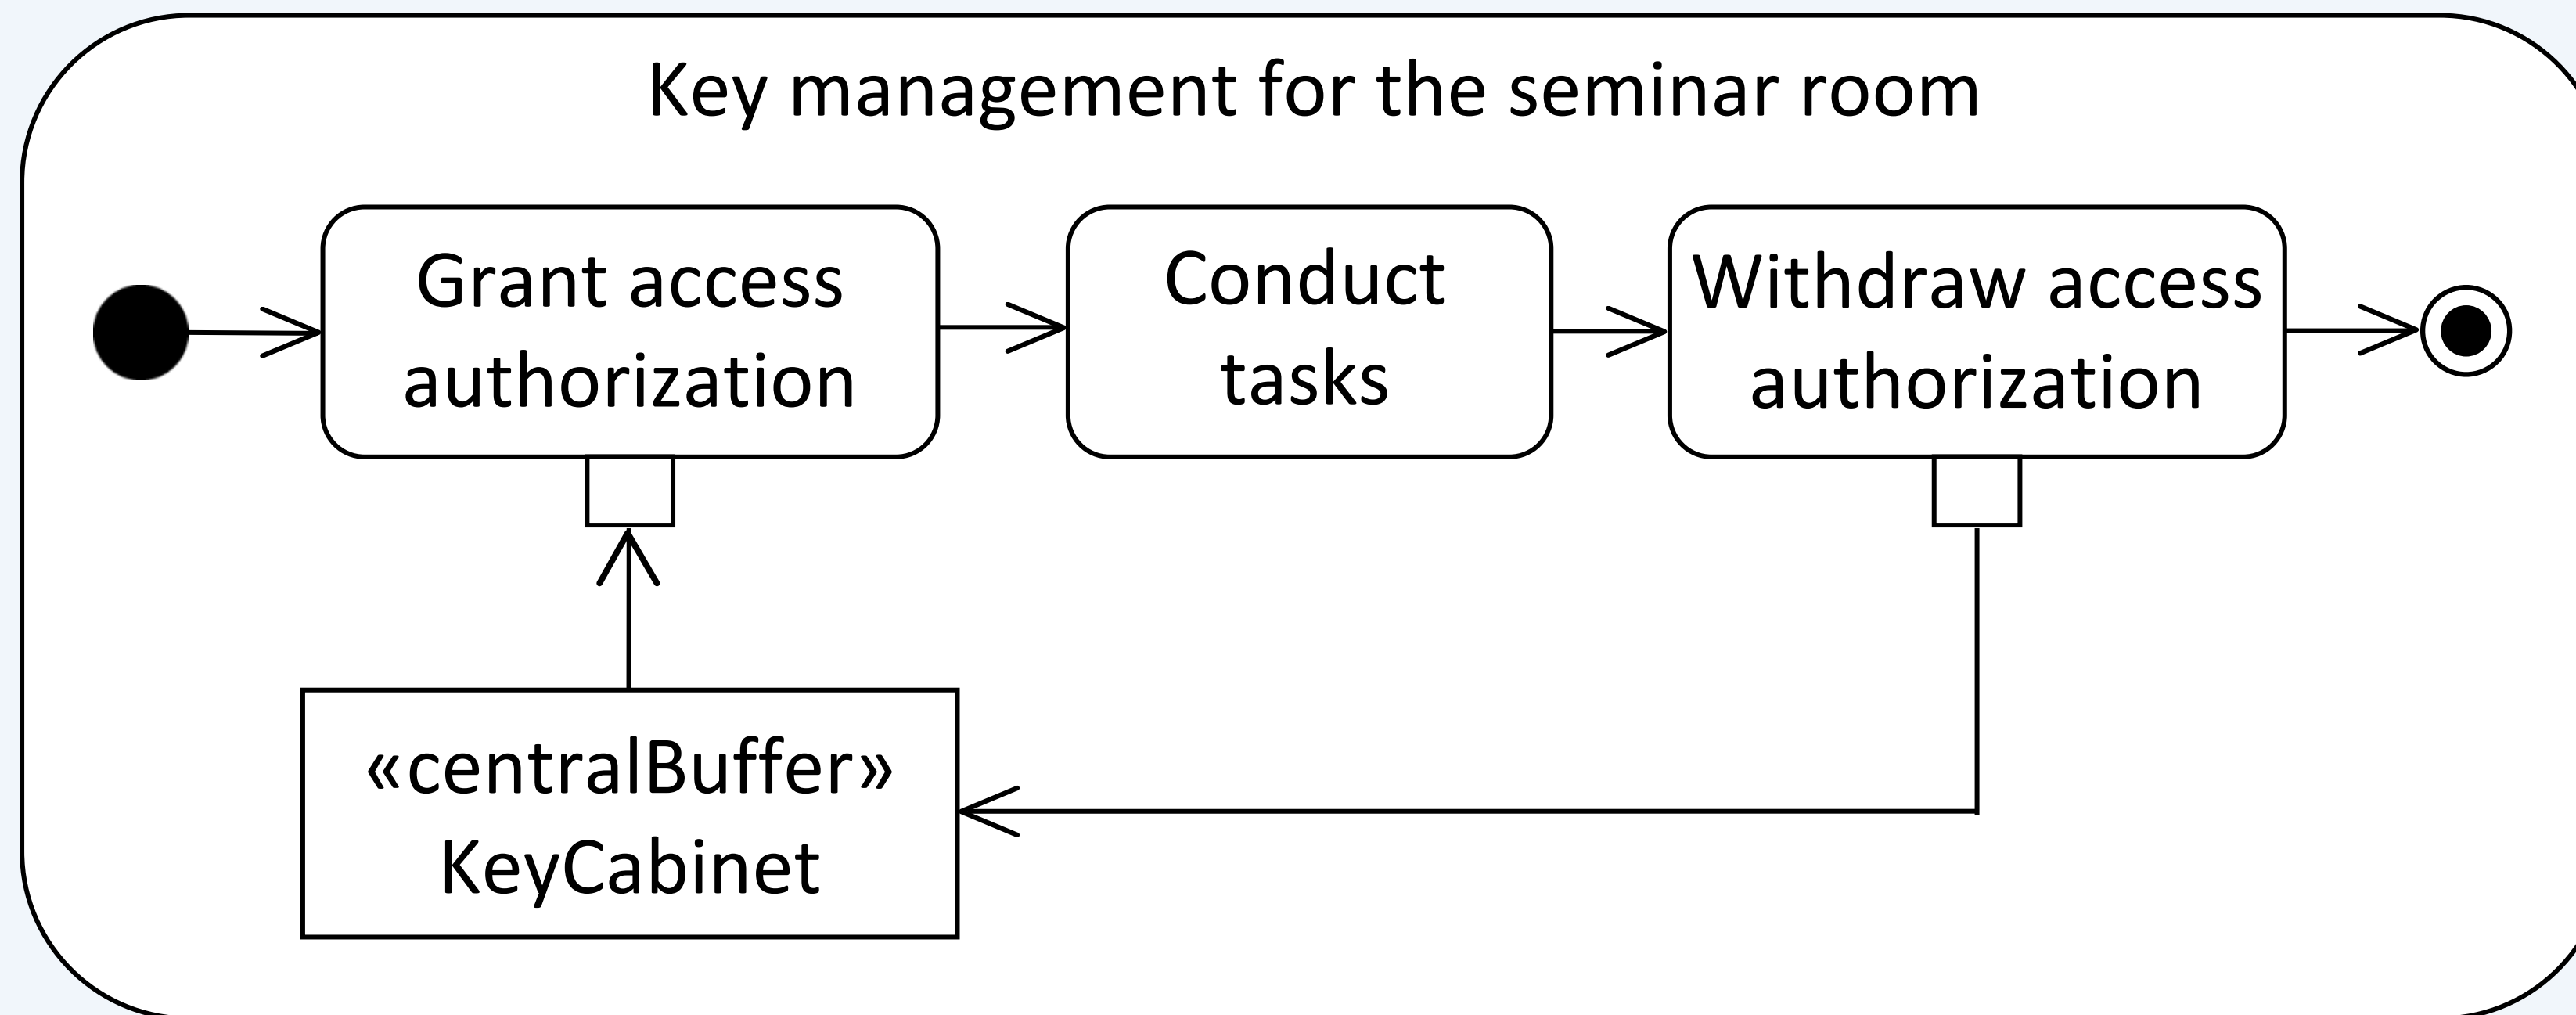 Key management for the seminar room
Grant access
authorization
Conduct
tasks
Withdraw access
authorization
«centralBuffer»
KeyCabinet